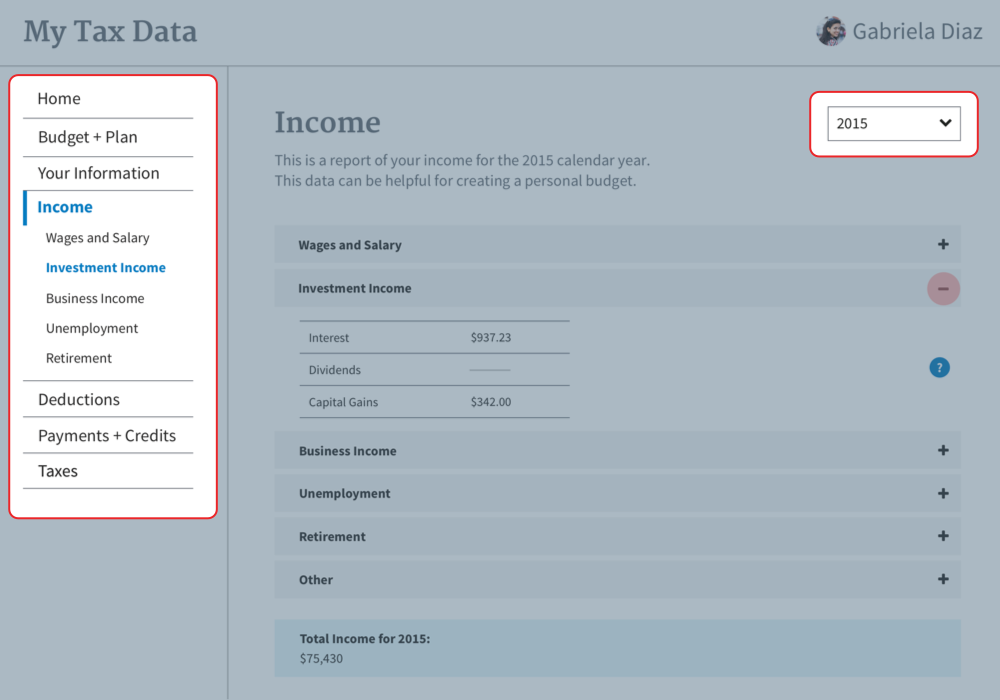 My Tax Data
Gabriela Diaz
Home
Budget + Plan
Your Information
Income
Wages and Salary
Investment Income
Business Income
Unemployment
Retirement
Deductions
Payments + Credits
Taxes
Income
2015
This is a report of your income for the 2015 calendar year.
This data can be helpful for creating a personal budget.
Wages and Salary +
Investment Income −
Interest $937.23
Dividends
?
Capital Gains $342.00
Business Income +
Unemployment +
Retirement +
Other +
Total Income for 2015:
$75,430